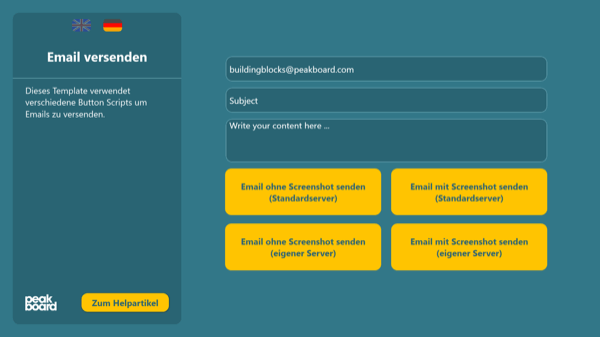 Email versenden
Dieses Template verwendet
verschiedene Button Scripts um
Emails zu versenden.
peak
board
Zum Helpartikel
buildingblocks@peakboard.com
Subject
Write your content here ...
Email ohne Screenshot senden
(Standardserver)
Email mit Screenshot senden
(Standardserver)
Email ohne Screenshot senden
(eigener Server)
Email mit Screenshot senden
(eigener Server)